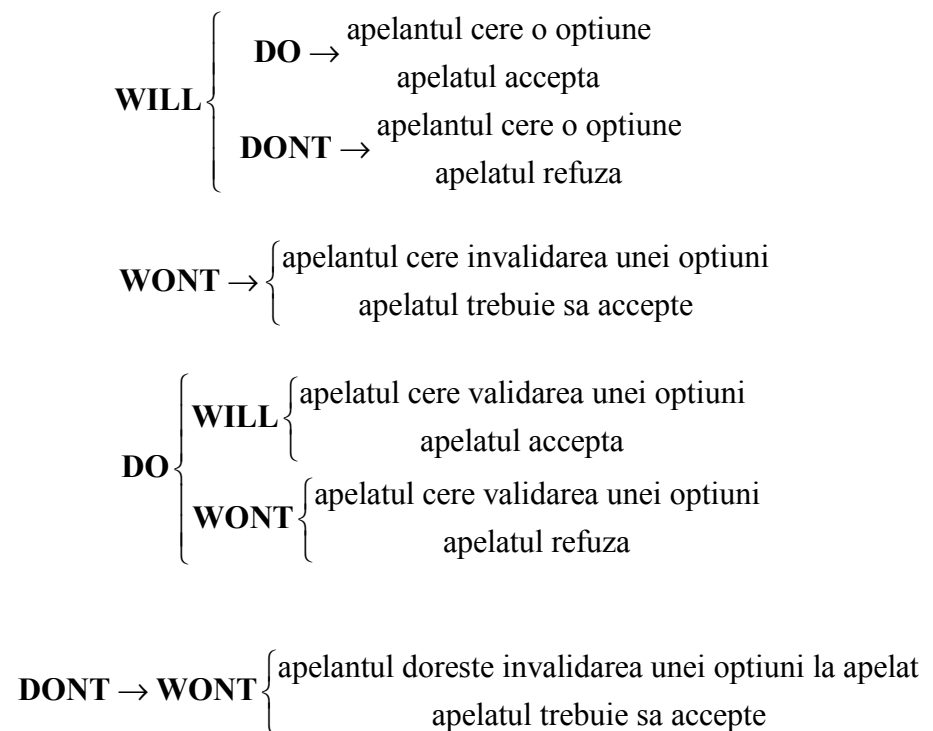 apelantul cere o optiune
DO →
apelatul accepta
WILL
apelantul cere o optiune
DONT →
apelatul refuza
apelantul cere invalidarea unei optiuni
WONT →
apelatul trebuie sa accepte
apelatul cere validarea unei optiuni
WILL
apelatul accepta
DO
apelatul cere validarea unei optiuni
WONT
apelatul refuza
apelantul doreste invalidarea unei optiuni la apelat
DONT → WONT
apelatul trebuie sa accepte